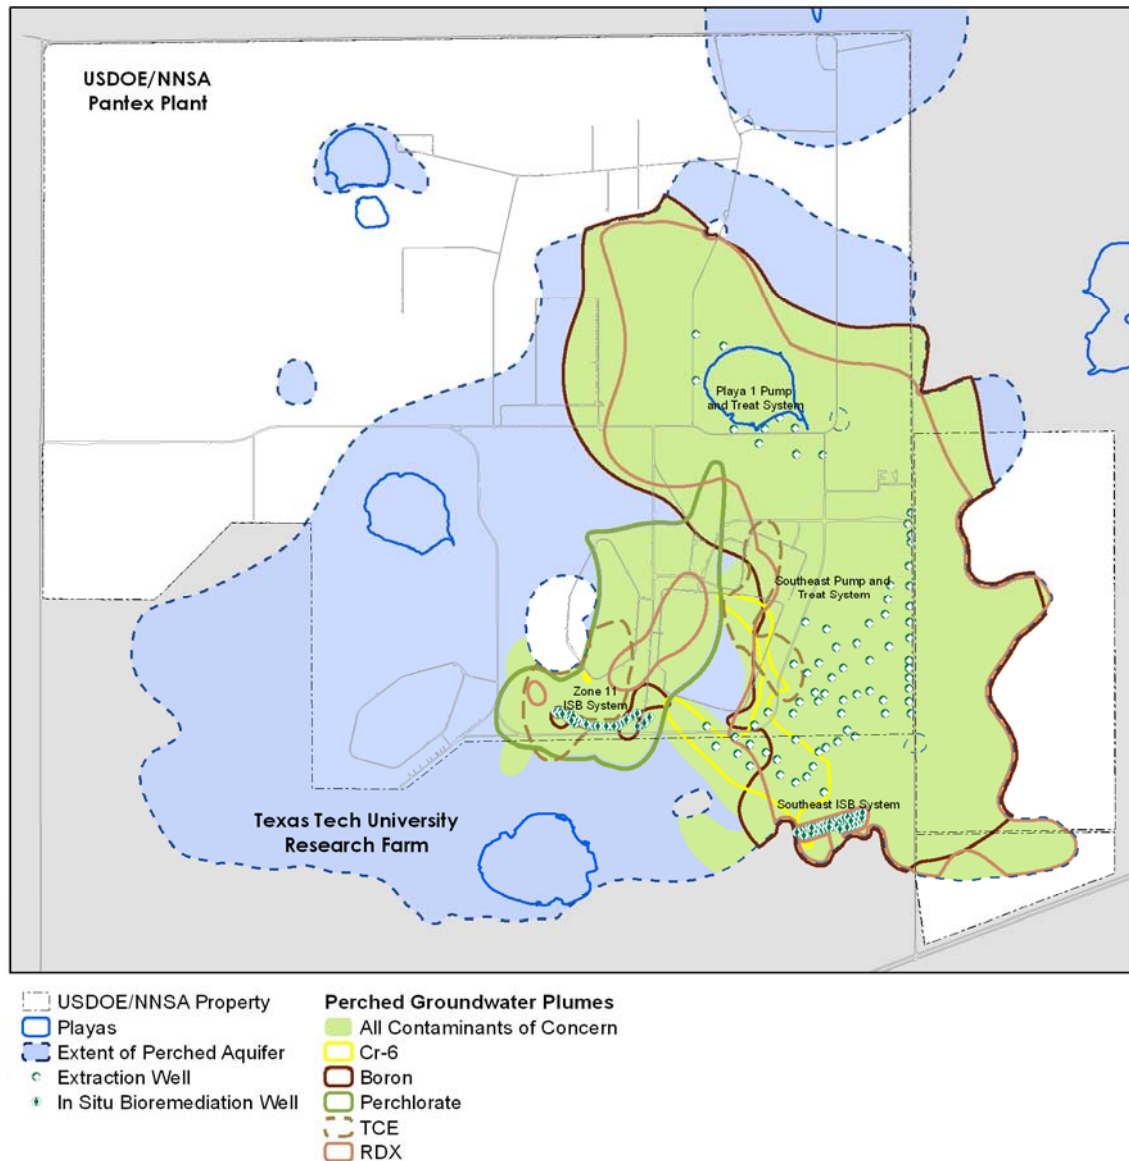 USDOE/NNSA
Pantex Plant
Playa 1 Pump
and Treat System
Southeast Pump and
Treat System
Zone 11
ISB System
Southeast ISB System
Texas Tech University
Research Farm
USDOE/NNSA Property
Playas
Extent of Perched Aquifer
Extraction Well
In Situ Bioremediation Well
Perched Groundwater Plumes
All Contaminants of Concern
Cr-6
Boron
Perchlorate
TCE
RDX